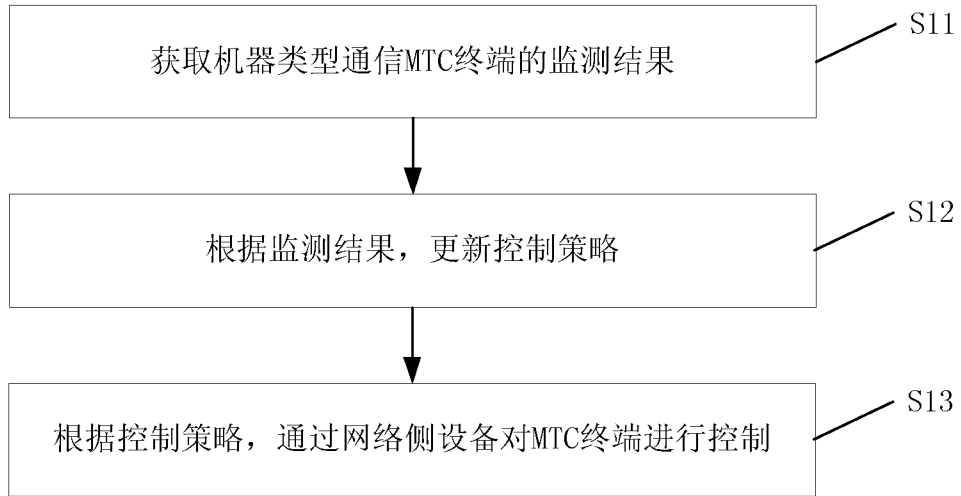 S11
获取机器类型通信MTC终端的监测结果
S12
根据监测结果，更新控制策略
S13
根据控制策略，通过网络侧设备对MTC终端进行控制